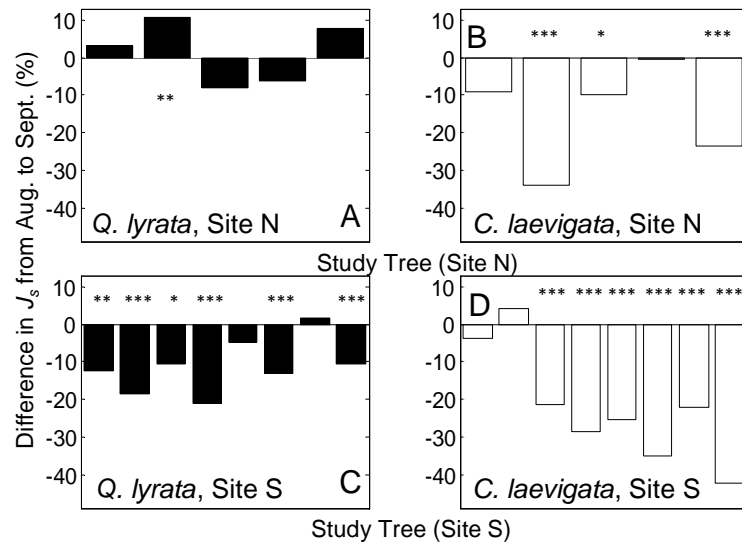 Difference in Js from Aug. to Sept. (%)
10
0
-10
-20
-30
-40
**
Q. lyrata, Site N
A
10
0
-10
-20
-30
-40
B
***
*
***
C. laevigata, Site N
Study Tree (Site N)
10
0
-10
-20
-30
-40
** *** * *** *** ***
Q. lyrata, Site S
C
10
0
-10
-20
-30
-40
D
*** *** *** *** *** ***
C. laevigata, Site S
Study Tree (Site S)